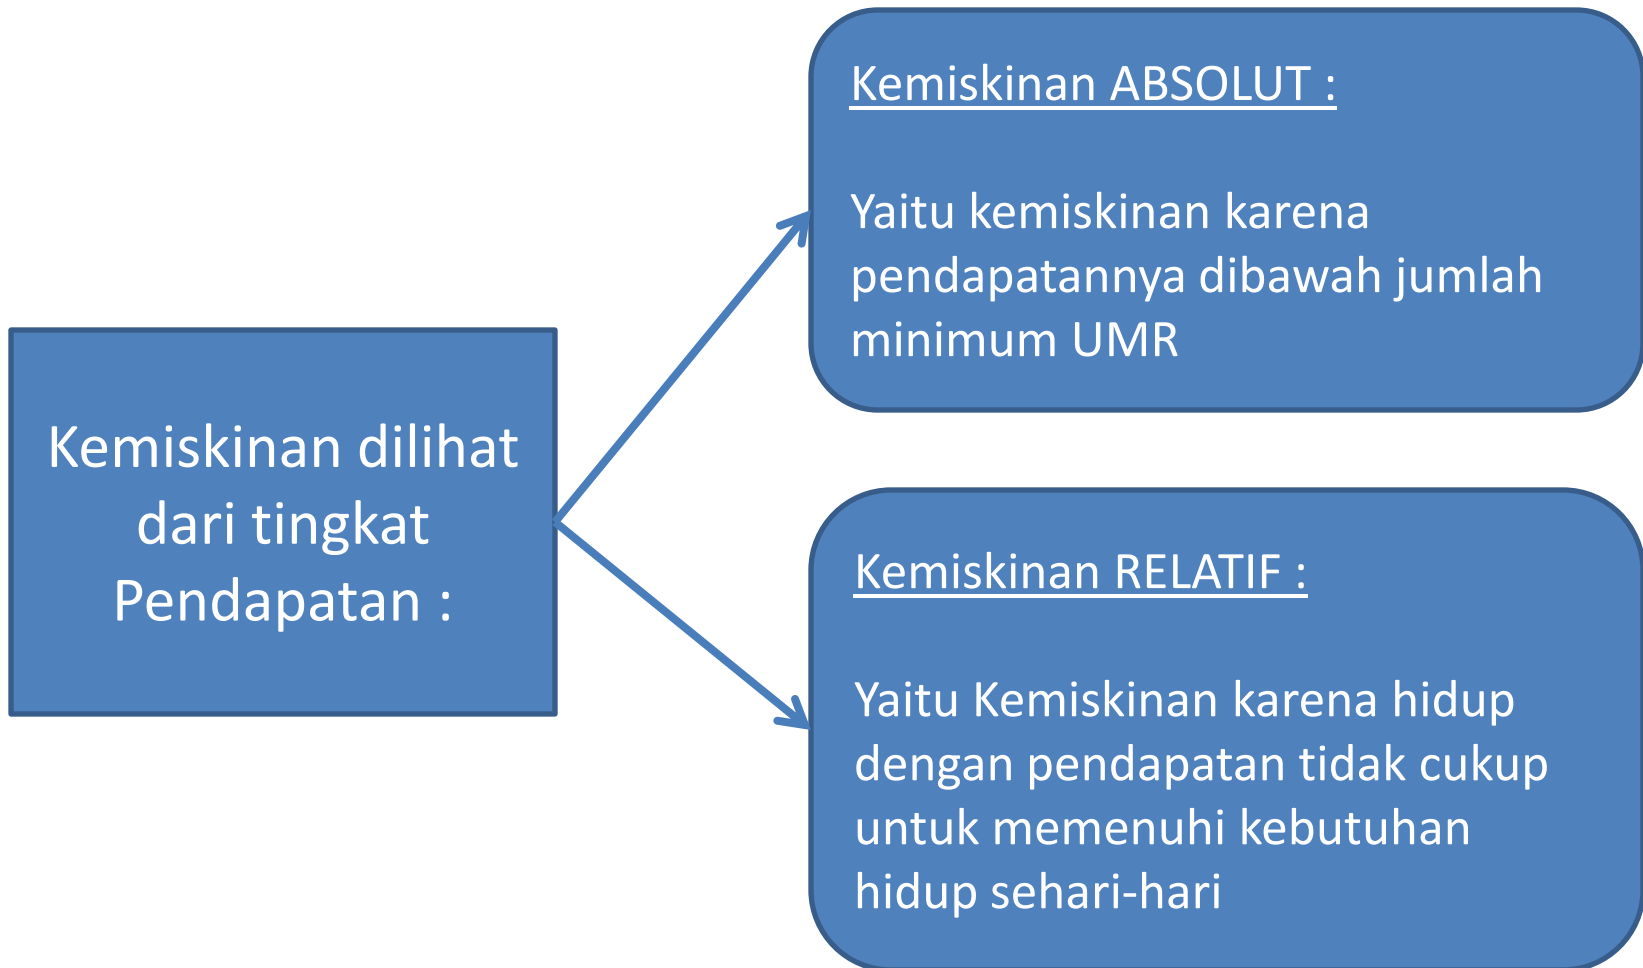 Kemiskinan dilihat
dari tingkat
Pendapatan :
Kemiskinan ABSOLUT :
Yaitu kemiskinan karena
pendapatannya dibawah jumlah
minimum UMR
Kemiskinan RELATIF :
Yaitu Kemiskinan karena hidup
dengan pendapatan tidak cukup
untuk memenuhi kebutuhan
hidup sehari-hari